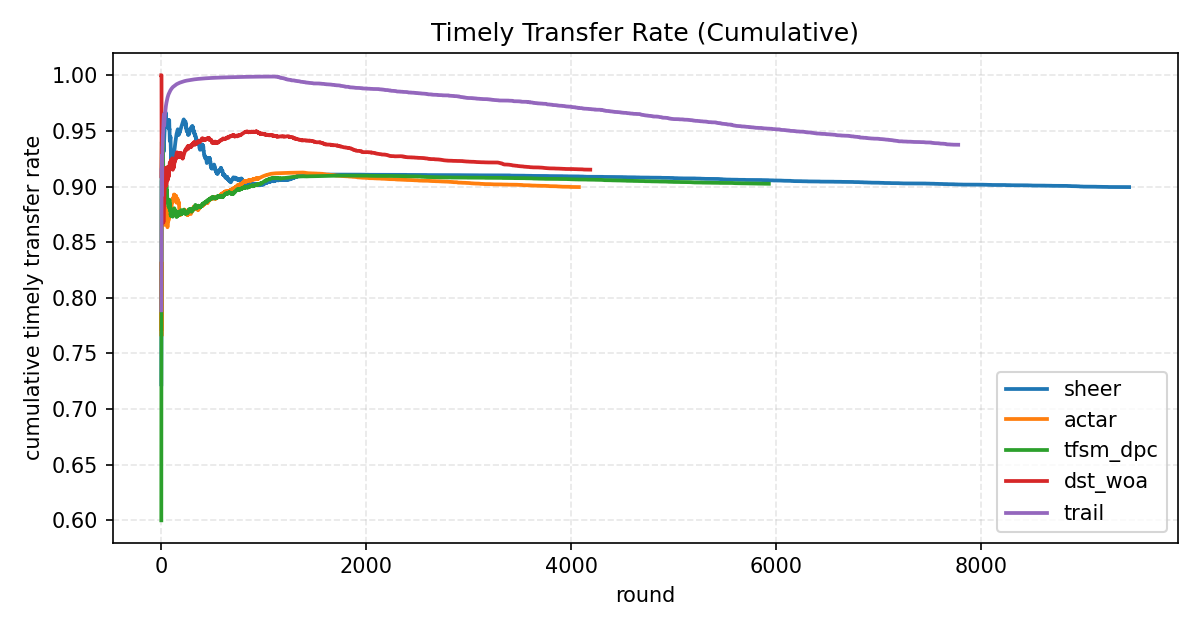 Timely Transfer Rate (Cumulative)
cumulative timely transfer rate
1.00
0.95
0.90
0.85
0.80
0.75
0.70
0.65
0.60
sheer
actar
tfsm_dpc
dst_woa
trail
0 2000 4000 6000 8000
round